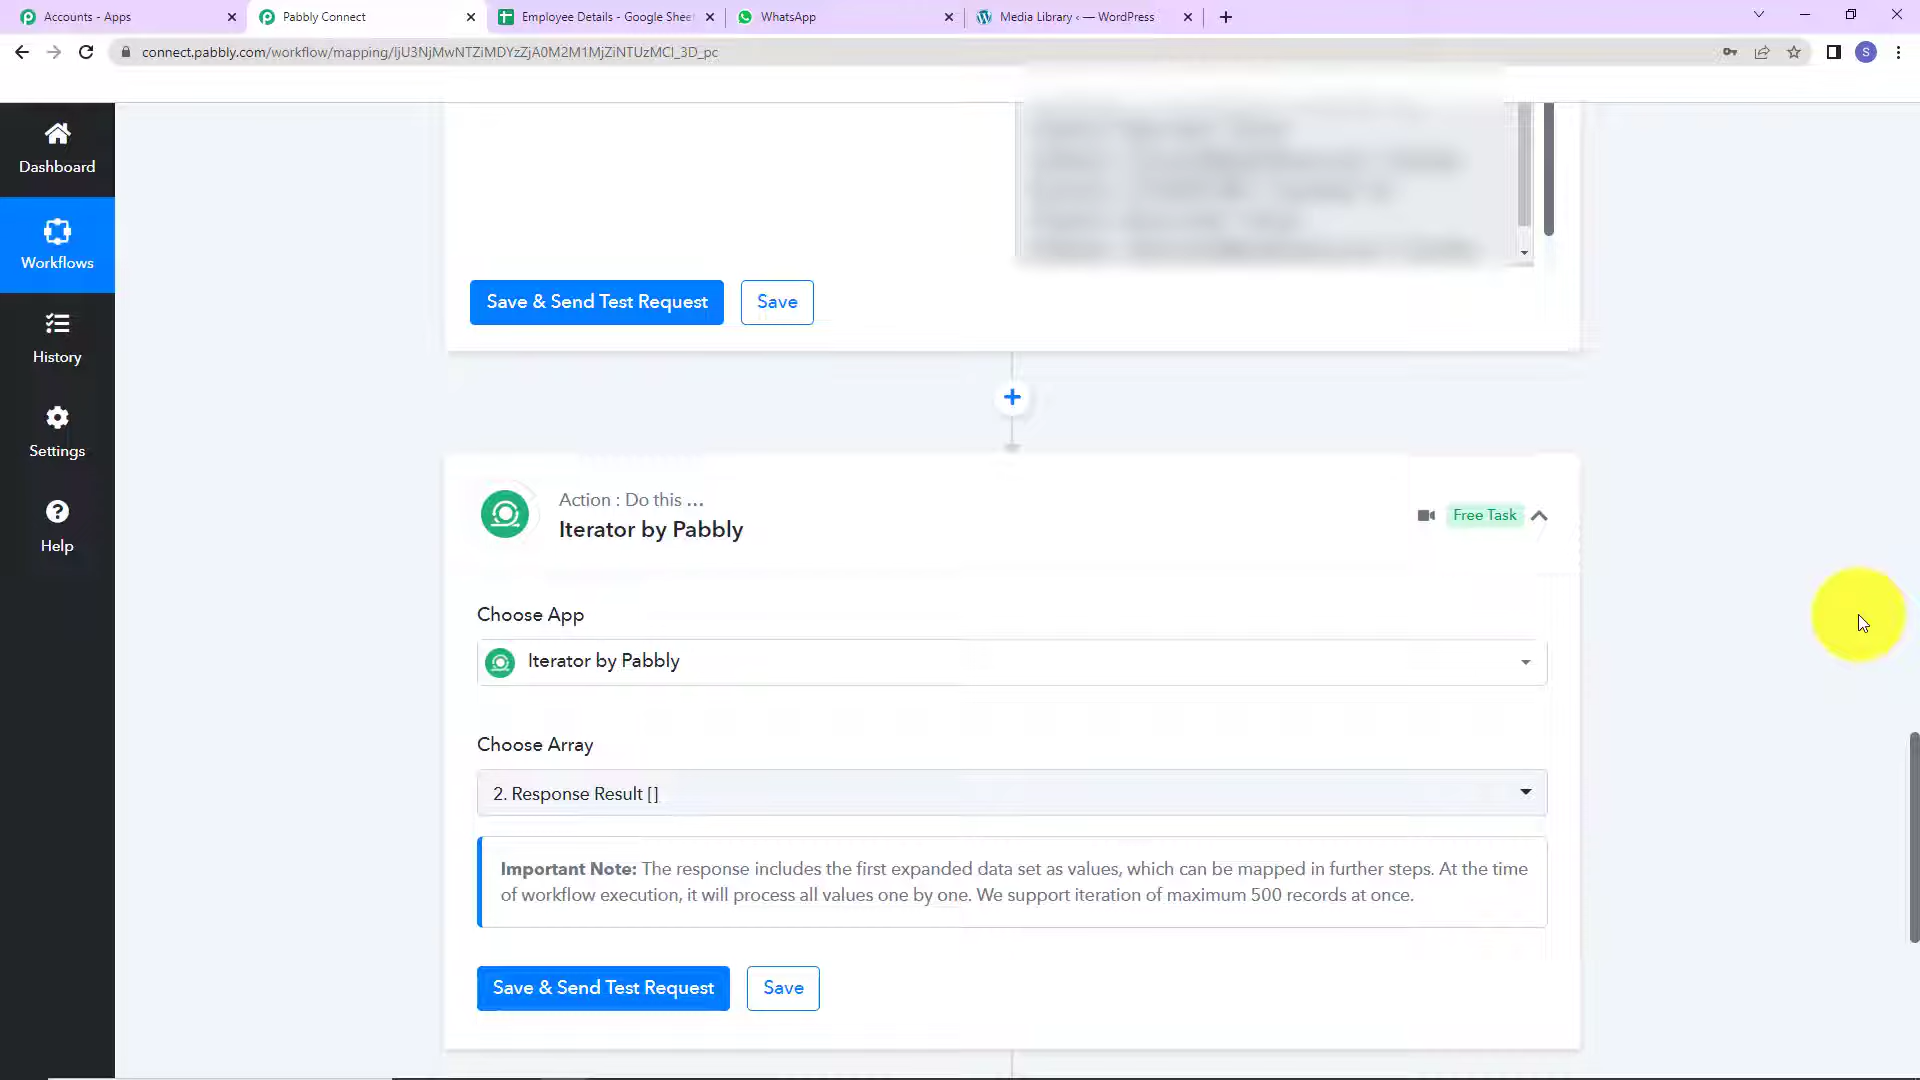 Accounts - Apps
Pabbly Connect
Employee Details - Google Sheet
WhatsApp
Media Library ‹ — WordPress
connect.pabbly.com/workflow/mapping/IjU3NjMwNTZiMDYzZjA0M2M1MjZiNTUzMCI_3D_pc
S
Dashboard
Workflows
History
Settings
Help
Save & Send Test Request
Save
Action : Do this ...
Iterator by Pabbly
Free Task
Choose App
Iterator by Pabbly
Choose Array
2. Response Result []
Important Note: The response includes the first expanded data set as values, which can be mapped in further steps. At the time
of workflow execution, it will process all values one by one. We support iteration of maximum 500 records at once.
Save & Send Test Request
Save